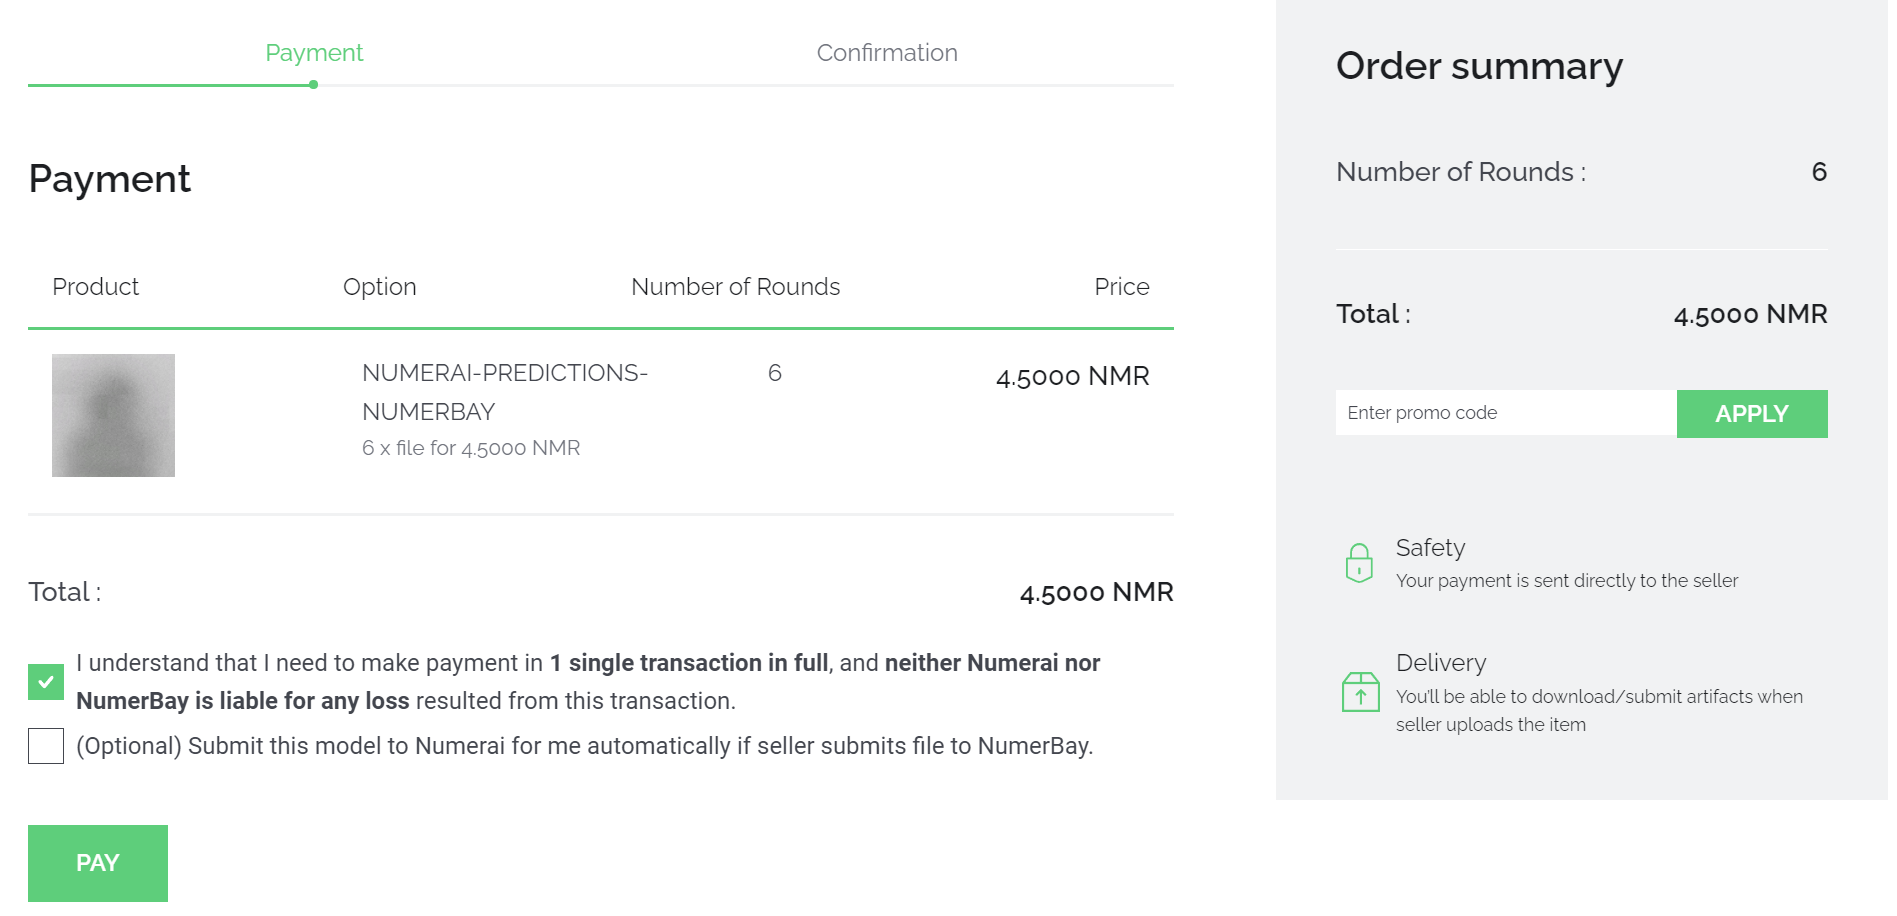 Payment
Confirmation
Payment
Product
Option
Number of Rounds
Price
NUMERAI-PREDICTIONS-
NUMERBAY
6 x file for 4.5000 NMR
6
4.5000 NMR
Total :
4.5000 NMR
I understand that I need to make payment in 1 single transaction in full, and neither Numerai nor
NumerBay is liable for any loss resulted from this transaction.
(Optional) Submit this model to Numerai for me automatically if seller submits file to NumerBay.
PAY
Order summary
Number of Rounds :
6
Total :
4.5000 NMR
Enter promo code
APPLY
Safety
Your payment is sent directly to the seller
Delivery
You'll be able to download/submit artifacts when
seller uploads the item